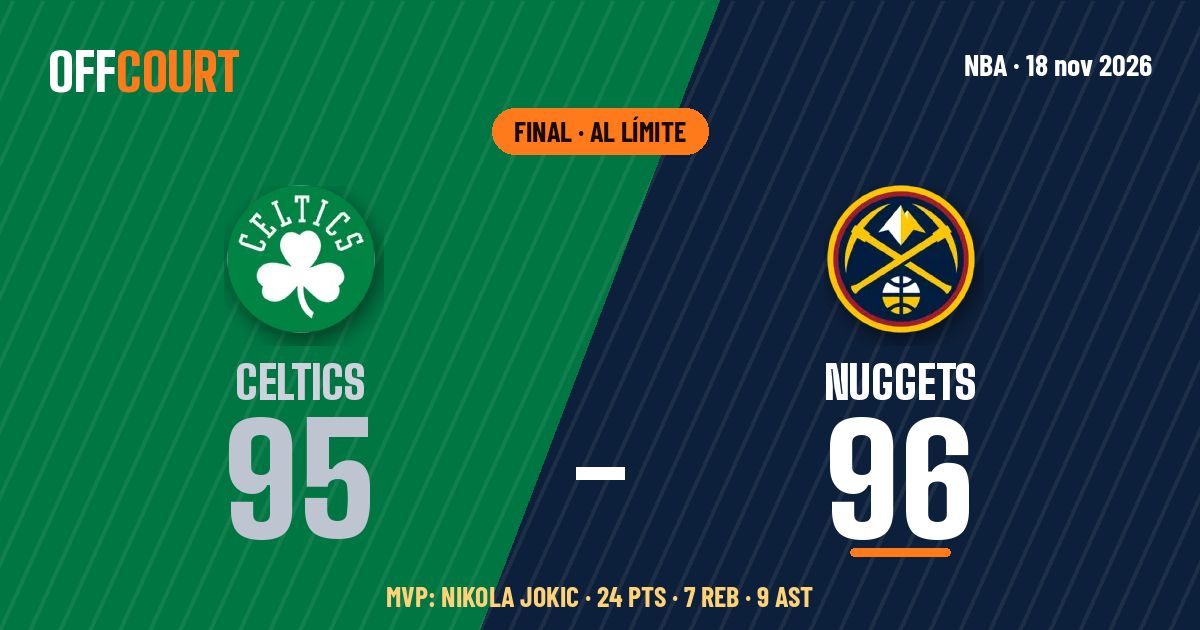 OFFCOURT
NBA · 18 nov 2026
FINAL · AL LÍMITE
CELTICS
CELTICS
95
–
NUGGETS
96
MVP: NIKOLA JOKIC · 24 PTS · 7 REB · 9 AST